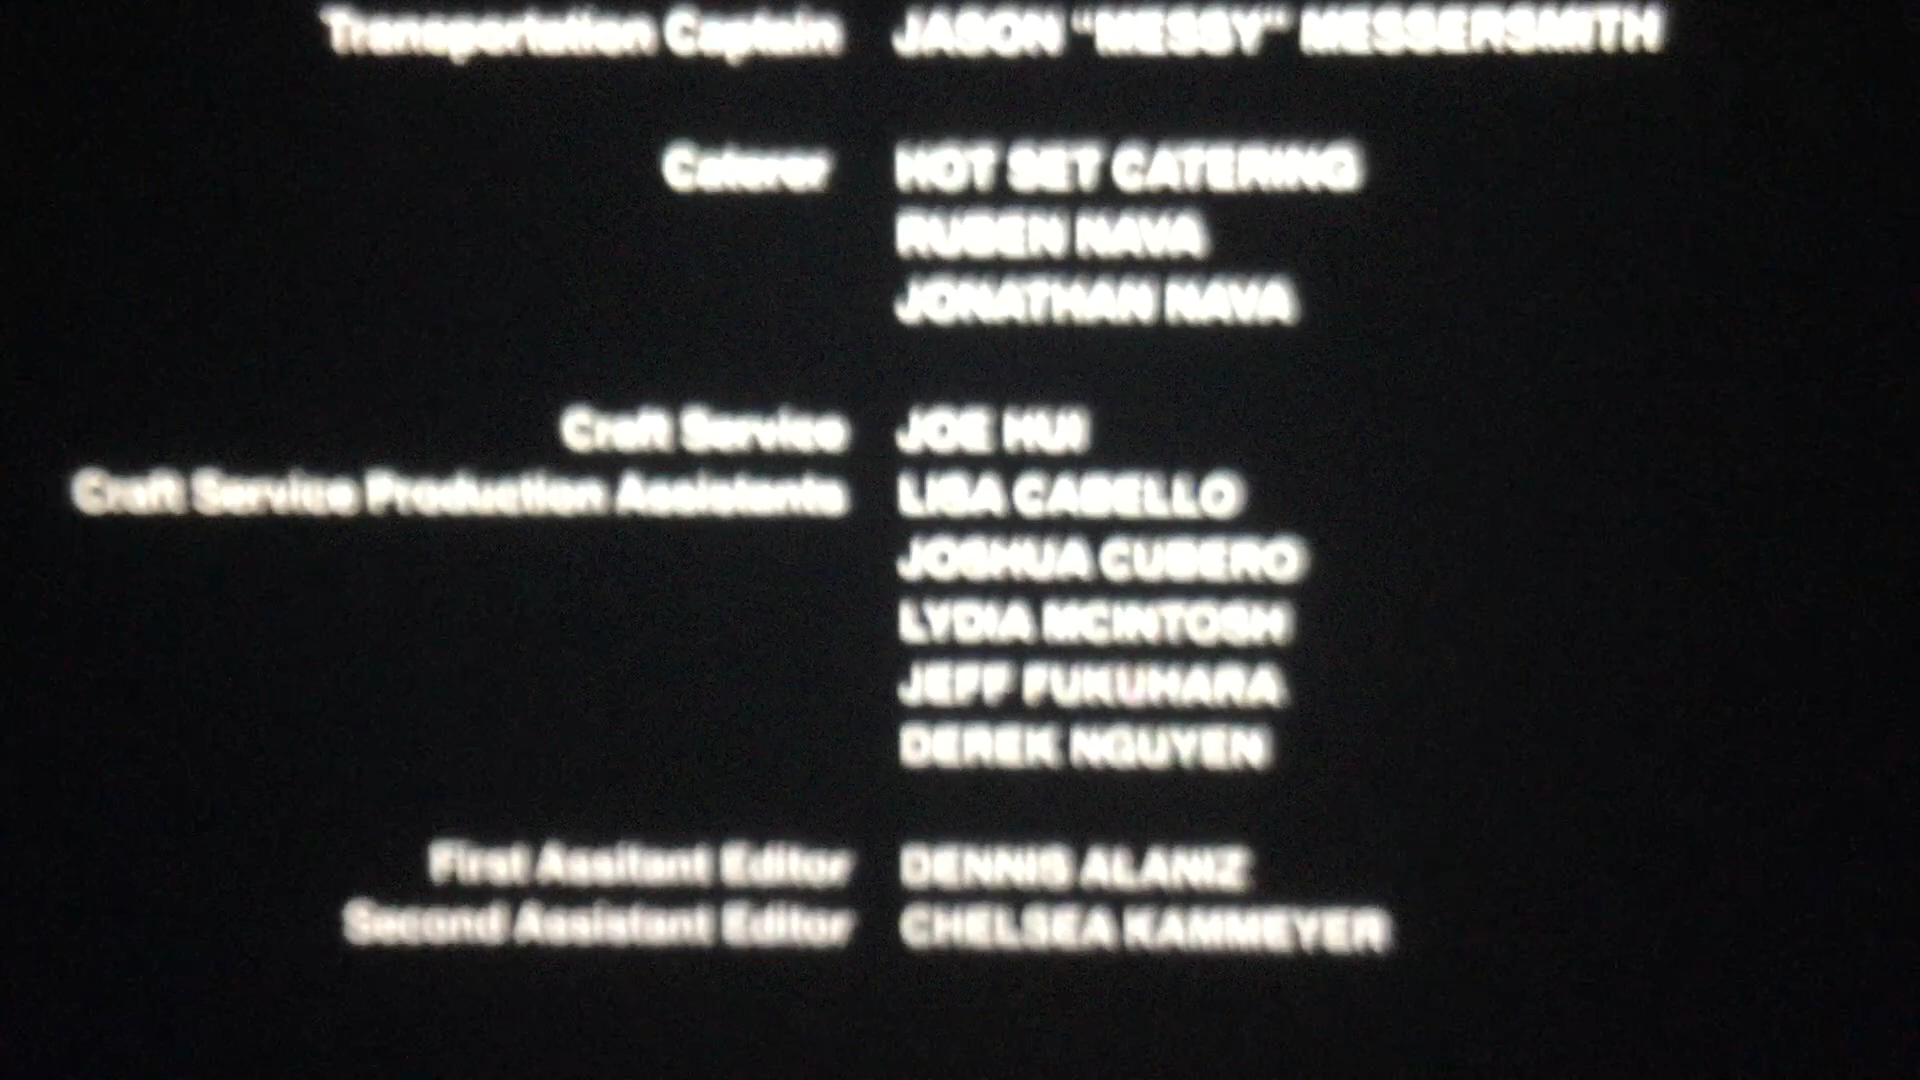 Transportation Captain JASON "MESSY" MESSERSMITH
Caterer HOT SET CATERING
RUBEN NAVA
JONATHAN NAVA
Craft Service JOE HUI
Craft Service Production Assistants LISA CABELLO
JOSHUA CUBERO
LYDIA MCINTOSH
JEFF FUKUHARA
DEREK NGUYEN
First Assitant Editor DENNIS ALANIZ
Second Assistant Editor CHELSEA KAMMEYER